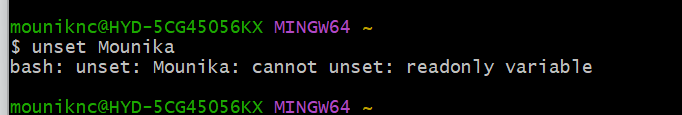 mouniknc@HYD-5CG45056KX MINGW64 ~
$ unset Mounika
bash: unset: Mounika: cannot unset: readonly variable
mouniknc@HYD-5CG45056KX MINGW64 ~